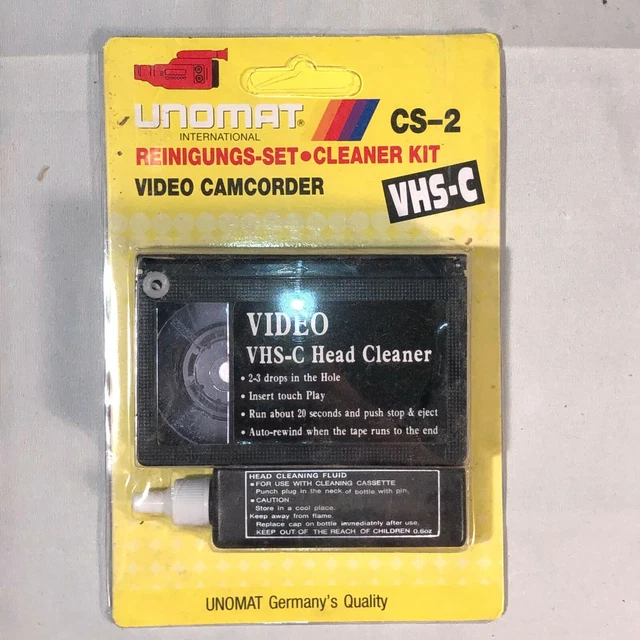 UNOMAT®
INTERNATIONAL
CS-2
REINIGUNGS-SET•CLEANER KIT
VIDEO CAMCORDER
VHS-C
VIDEO
VHS-C Head Cleaner
• 2-3 drops in the Hole
• Insert touch Play
• Run about 20 seconds and push stop & eject
• Auto-rewind when the tape runs to the end
HEAD CLEANING FLUID
• FOR USE WITH CLEANING CASSETTE
Punch plug in the neck of bottle with pin.
• CAUTION
Store in a cool place.
Keep away from flame.
Replace cap on bottle immediatnly after use.
KEEP OUT OF THE REACH OF CHILDREN 0.6oz
UNOMAT Germany's Quality